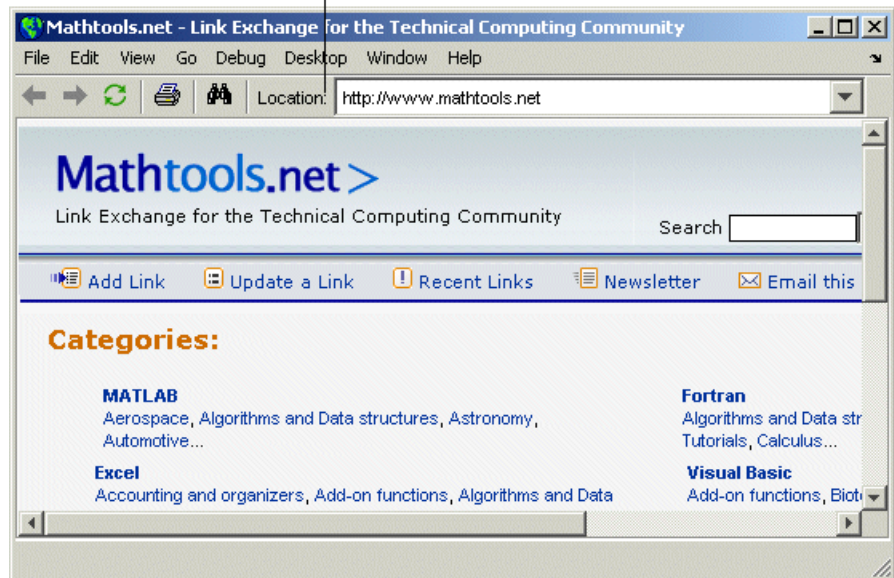 Mathtools.net - Link Exchange for the Technical Computing Community
File Edit View Go Debug Desktop Window Help
Location: http://www.mathtools.net
Mathtools.net>
Link Exchange for the Technical Computing Community
Search
Add Link Update a Link Recent Links Newsletter Email this
Categories:
MATLAB Fortran
Aerospace, Algorithms and Data structures, Astronomy, Algorithms and Data str
Automotive... Tutorials, Calculus...
Excel Visual Basic
Accounting and organizers, Add-on functions, Algorithms and Data Add-on functions, Biot